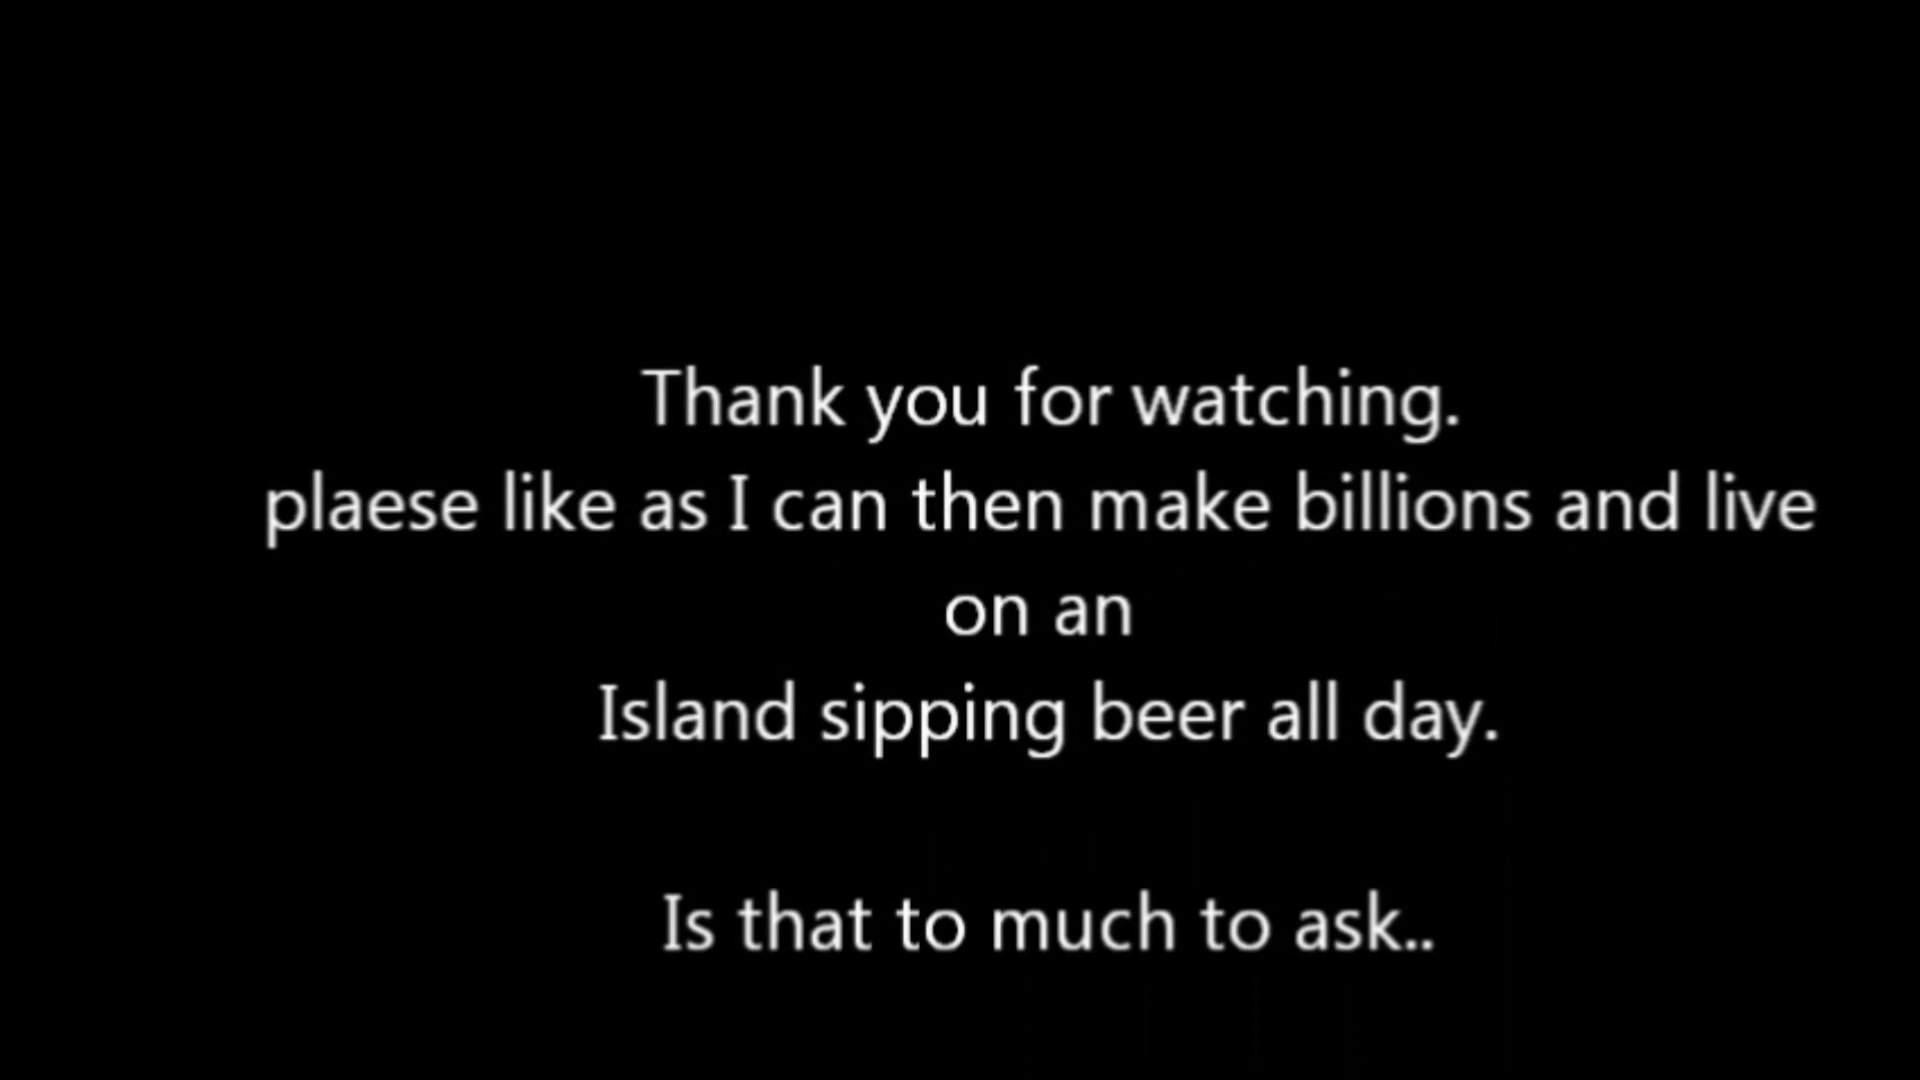 Thank you for watching.
plaese like as I can then make billions and live
on an
Island sipping beer all day.
Is that to much to ask..